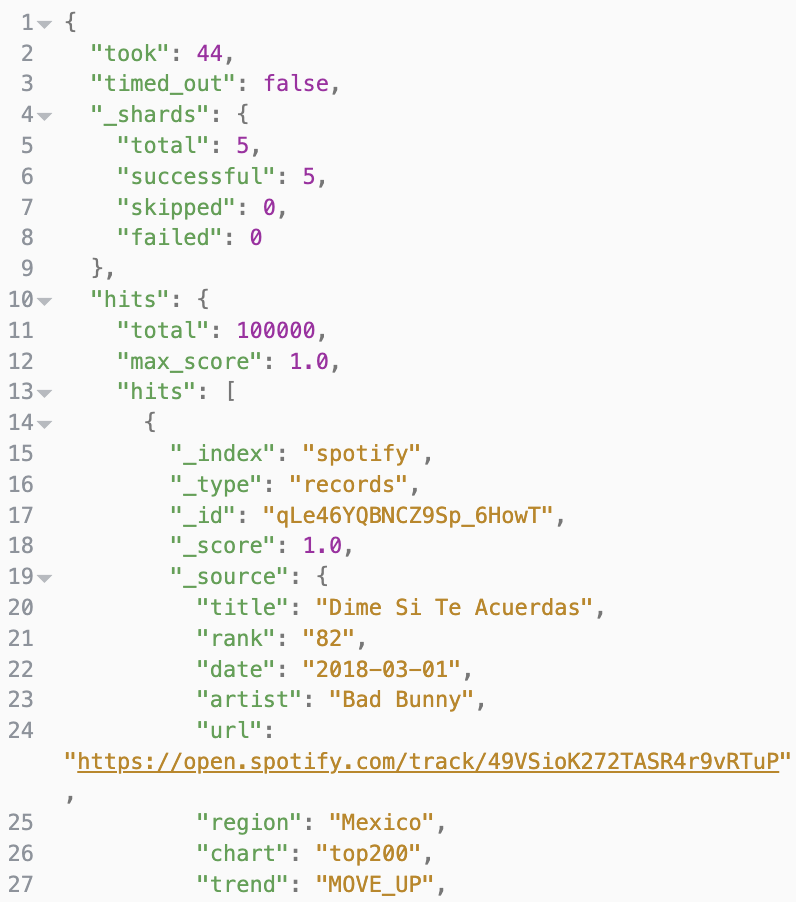 1 {
2 "took": 44,
3 "timed_out": false,
4 "_shards": {
5 "total": 5,
6 "successful": 5,
7 "skipped": 0,
8 "failed": 0
9 },
10 "hits": {
11 "total": 100000,
12 "max_score": 1.0,
13 "hits": [
14 {
15 "_index": "spotify",
16 "_type": "records",
17 "_id": "qLe46YQBNCZ9Sp_6HowT",
18 "_score": 1.0,
19 "_source": {
20 "title": "Dime Si Te Acuerdas",
21 "rank": "82",
22 "date": "2018-03-01",
23 "artist": "Bad Bunny",
24 "url":
"https://open.spotify.com/track/49VSioK272TASR4r9vRTuP"
,
25 "region": "Mexico",
26 "chart": "top200",
27 "trend": "MOVE_UP",